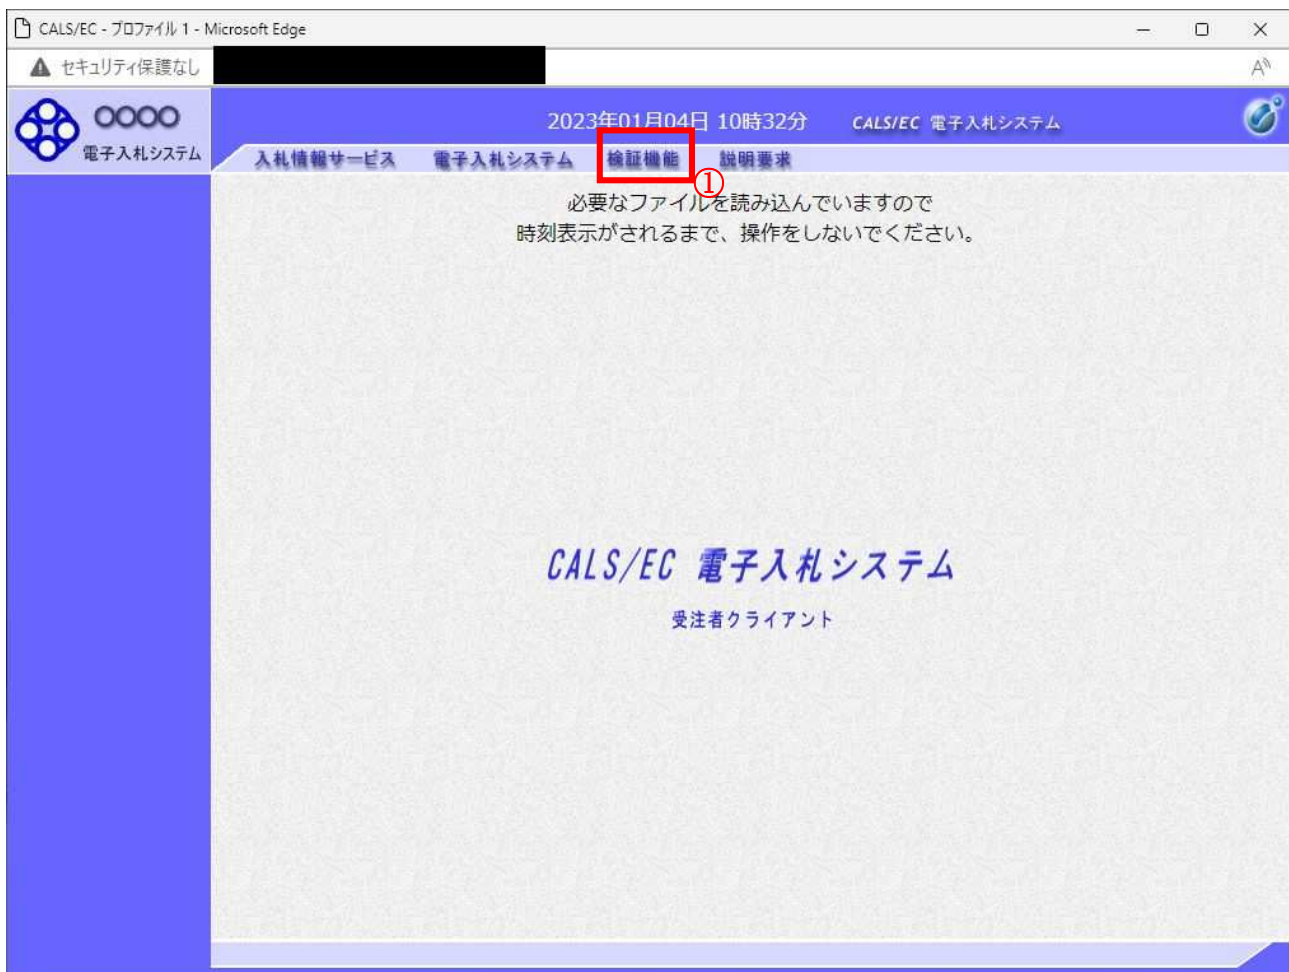 CALS/EC - プロファイル 1 - Microsoft Edge
セキュリティ保護なし
A
OOOO
電子入札システム
2023年01月04日 10時32分
CALS/EC 電子入札システム
入札情報サービス 電子入札システム 検証機能 説明要求
①
必要なファイルを読み込んでいますので
時刻表示がされるまで、操作をしないでください。
CALS/EC 電子入札システム
受注者クライアント